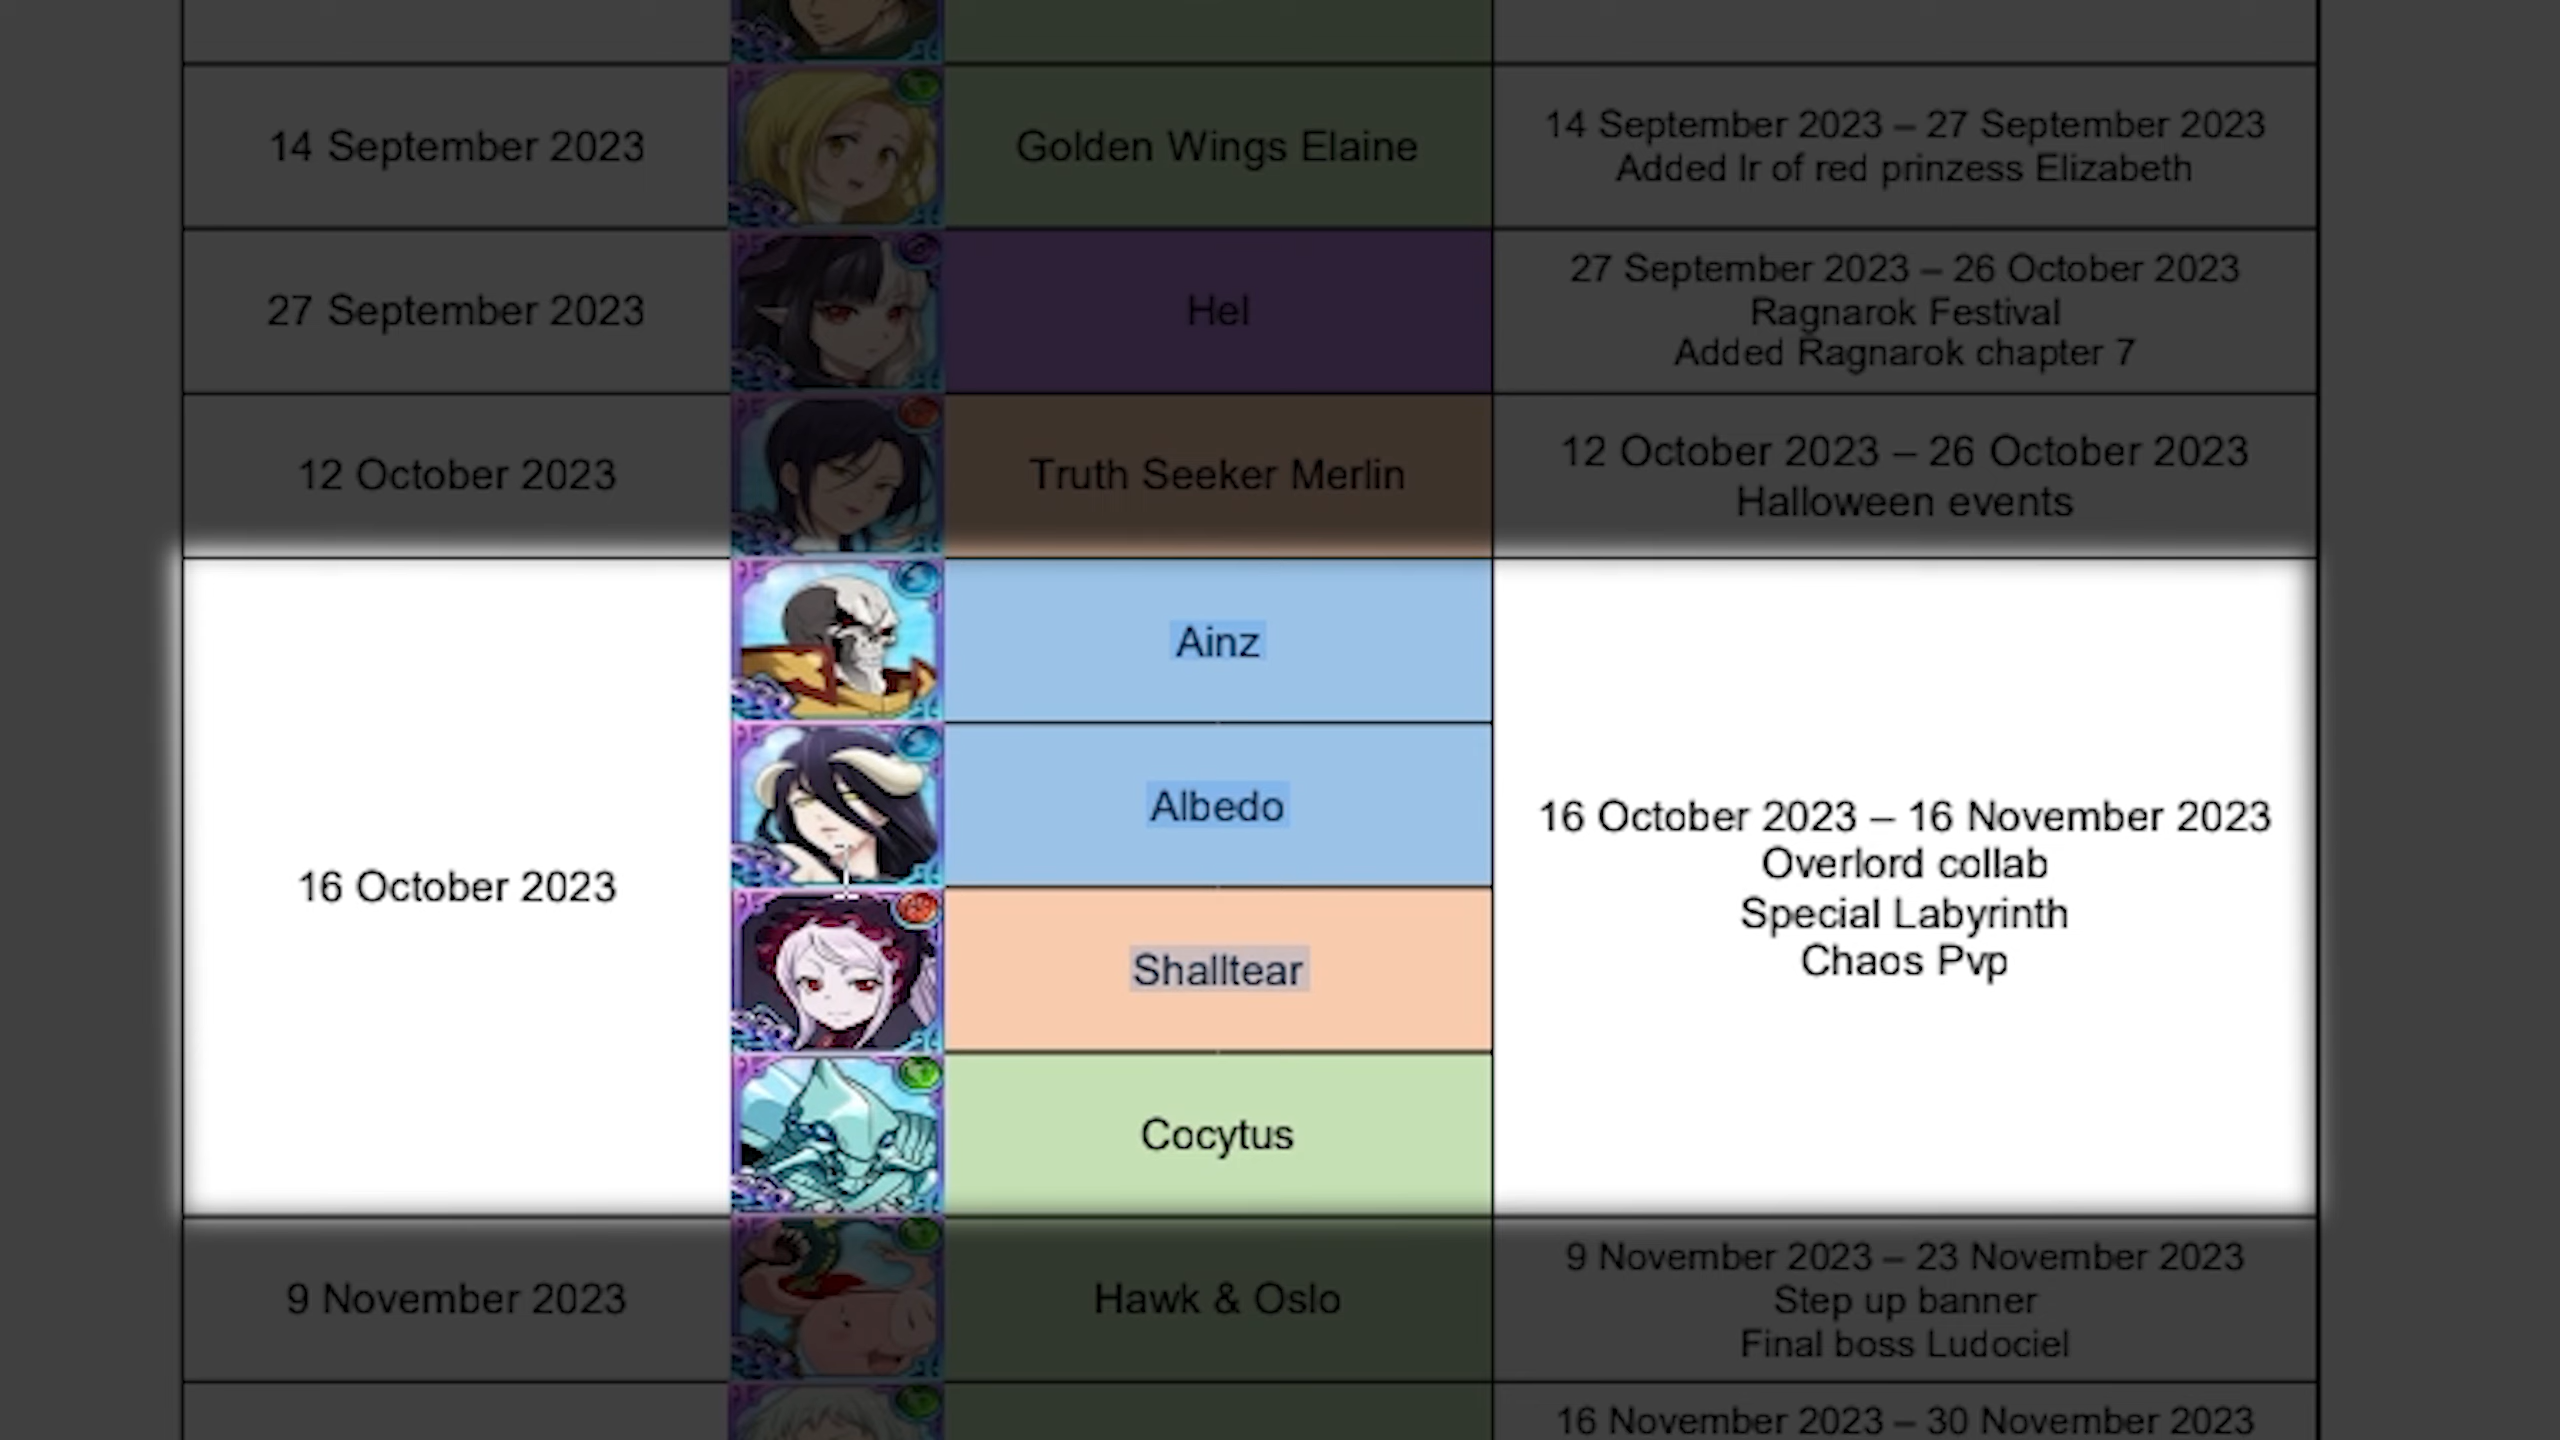 14 September 2023
Golden Wings Elaine
14 September 2023 – 27 September 2023
Added lr of red prinzess Elizabeth
27 September 2023
Hel
27 September 2023 – 26 October 2023
Ragnarok Festival
Added Ragnarok chapter 7
12 October 2023
Truth Seeker Merlin
12 October 2023 – 26 October 2023
Halloween events
16 October 2023
Ainz
Albedo
Shalltear
Cocytus
16 October 2023 – 16 November 2023
Overlord collab
Special Labyrinth
Chaos Pvp
9 November 2023
Hawk & Oslo
9 November 2023 – 23 November 2023
Step up banner
Final boss Ludociel
16 November 2023 – 30 November 2023